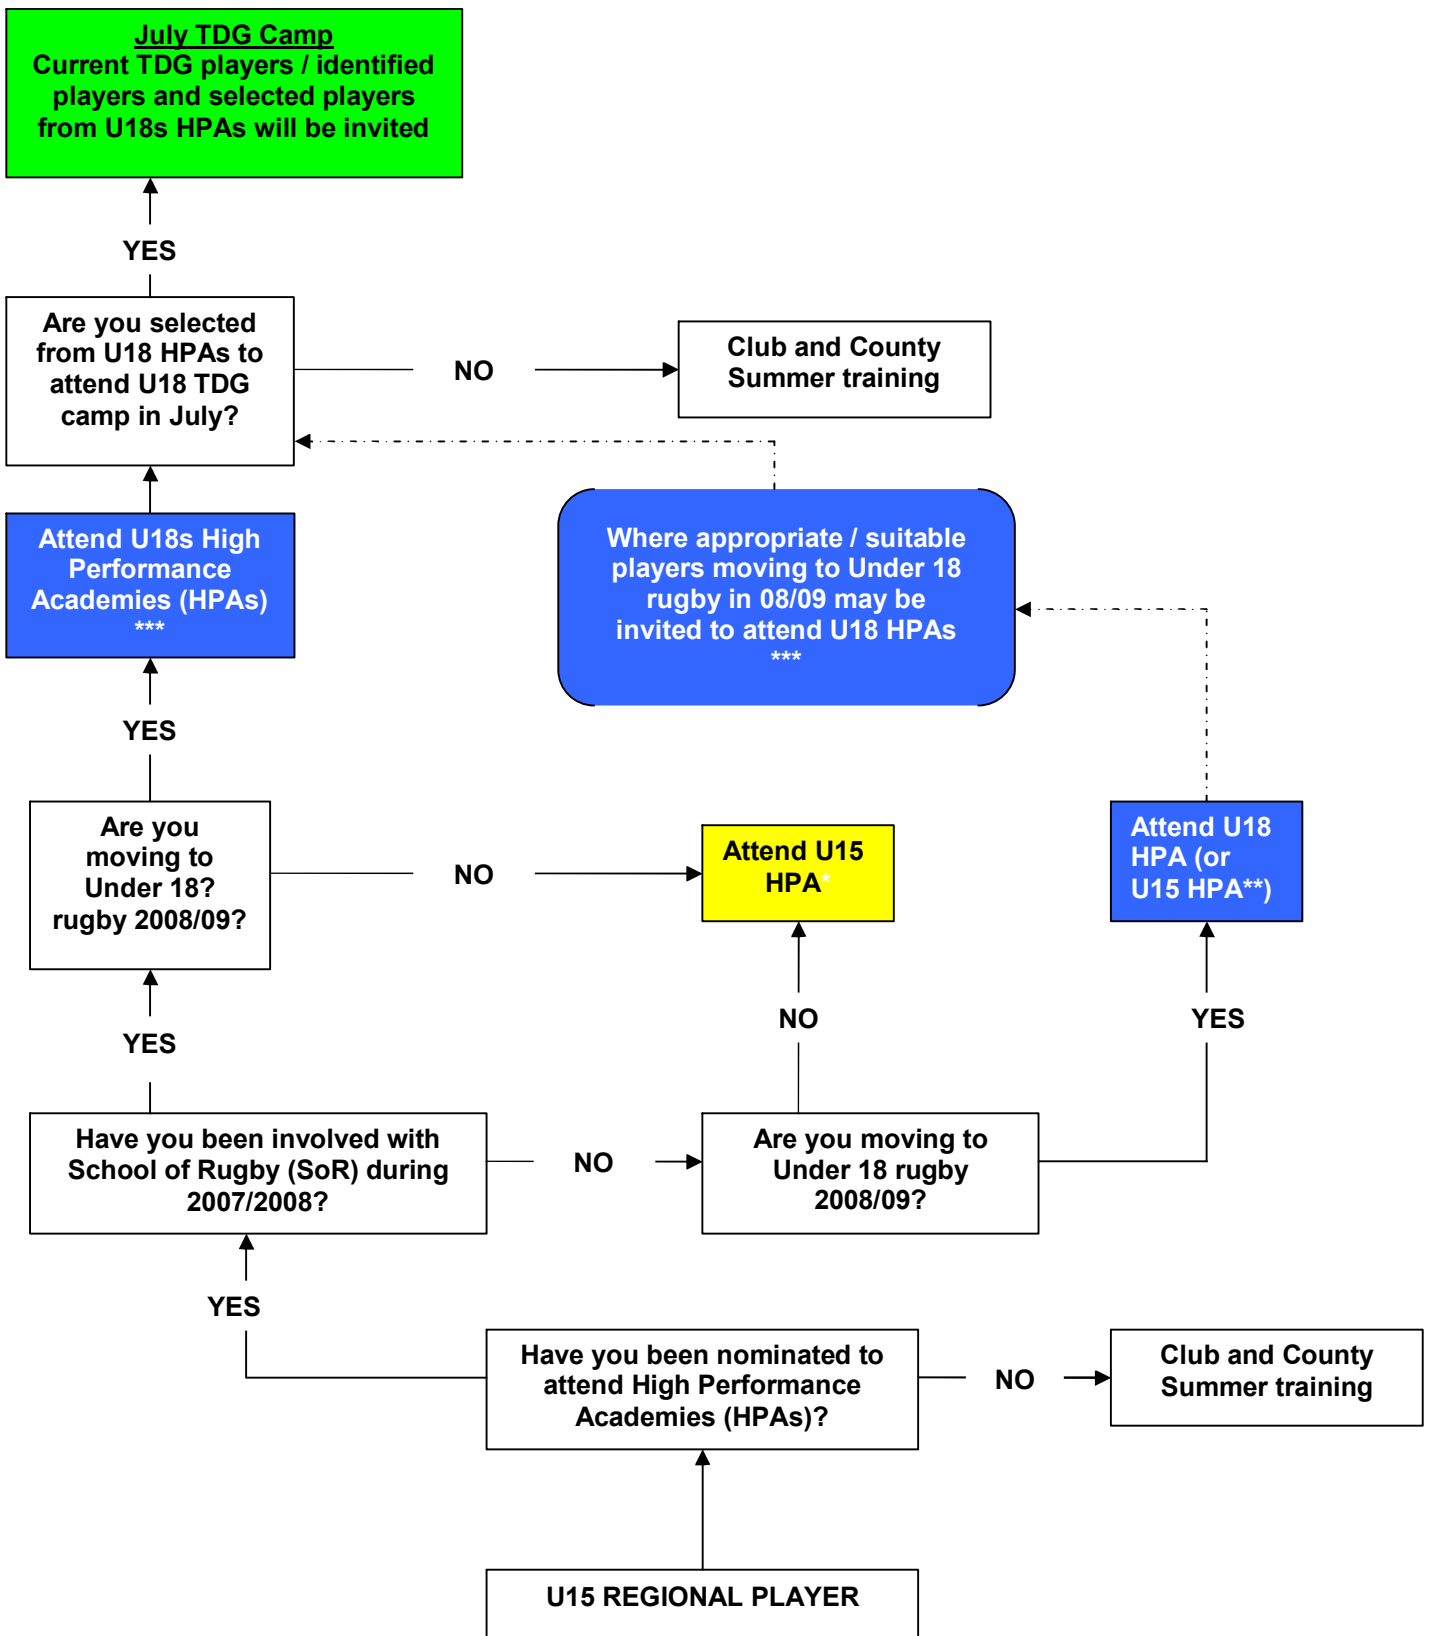 July TDG Camp
Current TDG players / identified
players and selected players
from U18s HPAs will be invited
YES
Are you selected
from U18 HPAs to
attend U18 TDG
camp in July?
NO
Club and County
Summer training
Attend U18s High
Performance
Academies (HPAs)
***
Where appropriate / suitable
players moving to Under 18
rugby in 08/09 may be
invited to attend U18 HPAs
***
YES
Are you
moving to
Under 18?
rugby 2008/09?
NO
Attend U15
HPA*
Attend U18
HPA (or
U15 HPA**)
YES
NO
YES
Have you been involved with
School of Rugby (SoR) during
2007/2008?
NO
Are you moving to
Under 18 rugby
2008/09?
YES
Have you been nominated to
attend High Performance
Academies (HPAs)?
NO
Club and County
Summer training
U15 REGIONAL PLAYER